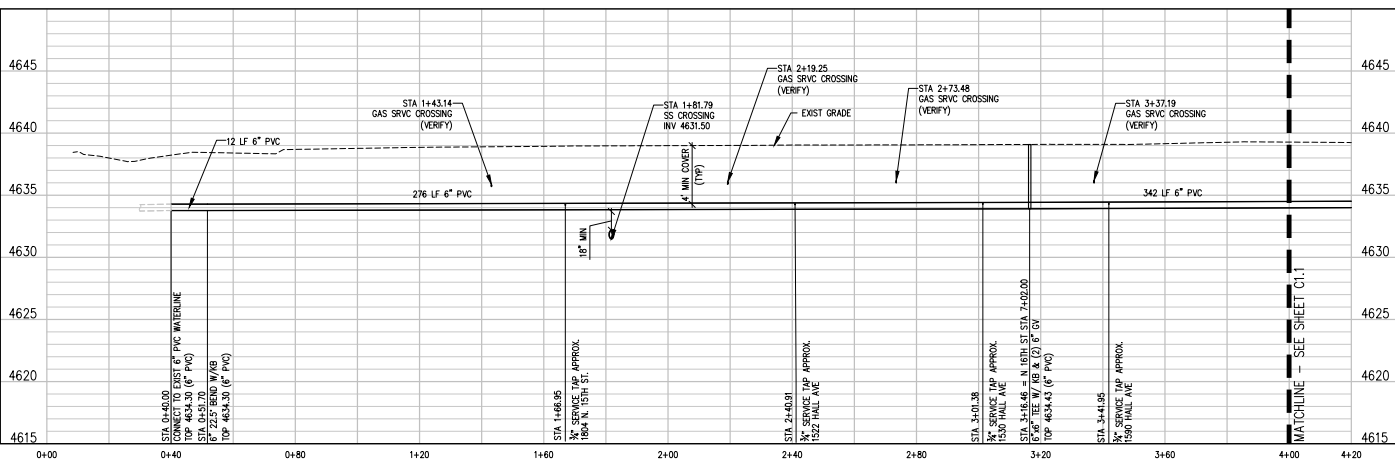 4645
4640
4635
4630
4625
4620
4615
4645
4640
4635
4630
4625
4620
4615
12 LF 6" PVC
STA 1+43.14
GAS SRVC CROSSING
(VERIFY)
276 LF 6" PVC
STA 1+81.79
SS CROSSING
INV 4631.50
18" MIN
STA 2+19.25
GAS SRVC CROSSING
(VERIFY)
EXIST GRADE
4' MIN COVER
(TYP)
STA 2+73.48
GAS SRVC CROSSING
(VERIFY)
STA 3+37.19
GAS SRVC CROSSING
(VERIFY)
342 LF 6" PVC
STA 0+40.00
CONNECT TO EXIST 6" PVC WATERLINE
TOP 4634.30 (6" PVC)
STA 0+51.70
6" 22.5° BEND W/KB
TOP 4634.30 (6" PVC)
STA 1+66.95
¾" SERVICE TAP APPROX.
1804 N. 15TH ST.
STA 2+40.91
¾" SERVICE TAP APPROX.
1522 HALL AVE
STA 3+01.38
¾" SERVICE TAP APPROX.
1530 HALL AVE
STA 3+16.46 = N 16TH ST STA 7+02.00
6"x6" TEE W/ KB & (2) 6" GV
TOP 4634.43 (6" PVC)
STA 3+41.95
¾" SERVICE TAP APPROX.
1590 HALL AVE
MATCHLINE - SEE SHEET C1.1
0+00
0+40
0+80
1+20
1+60
2+00
2+40
2+80
3+20
3+60
4+00
4+20